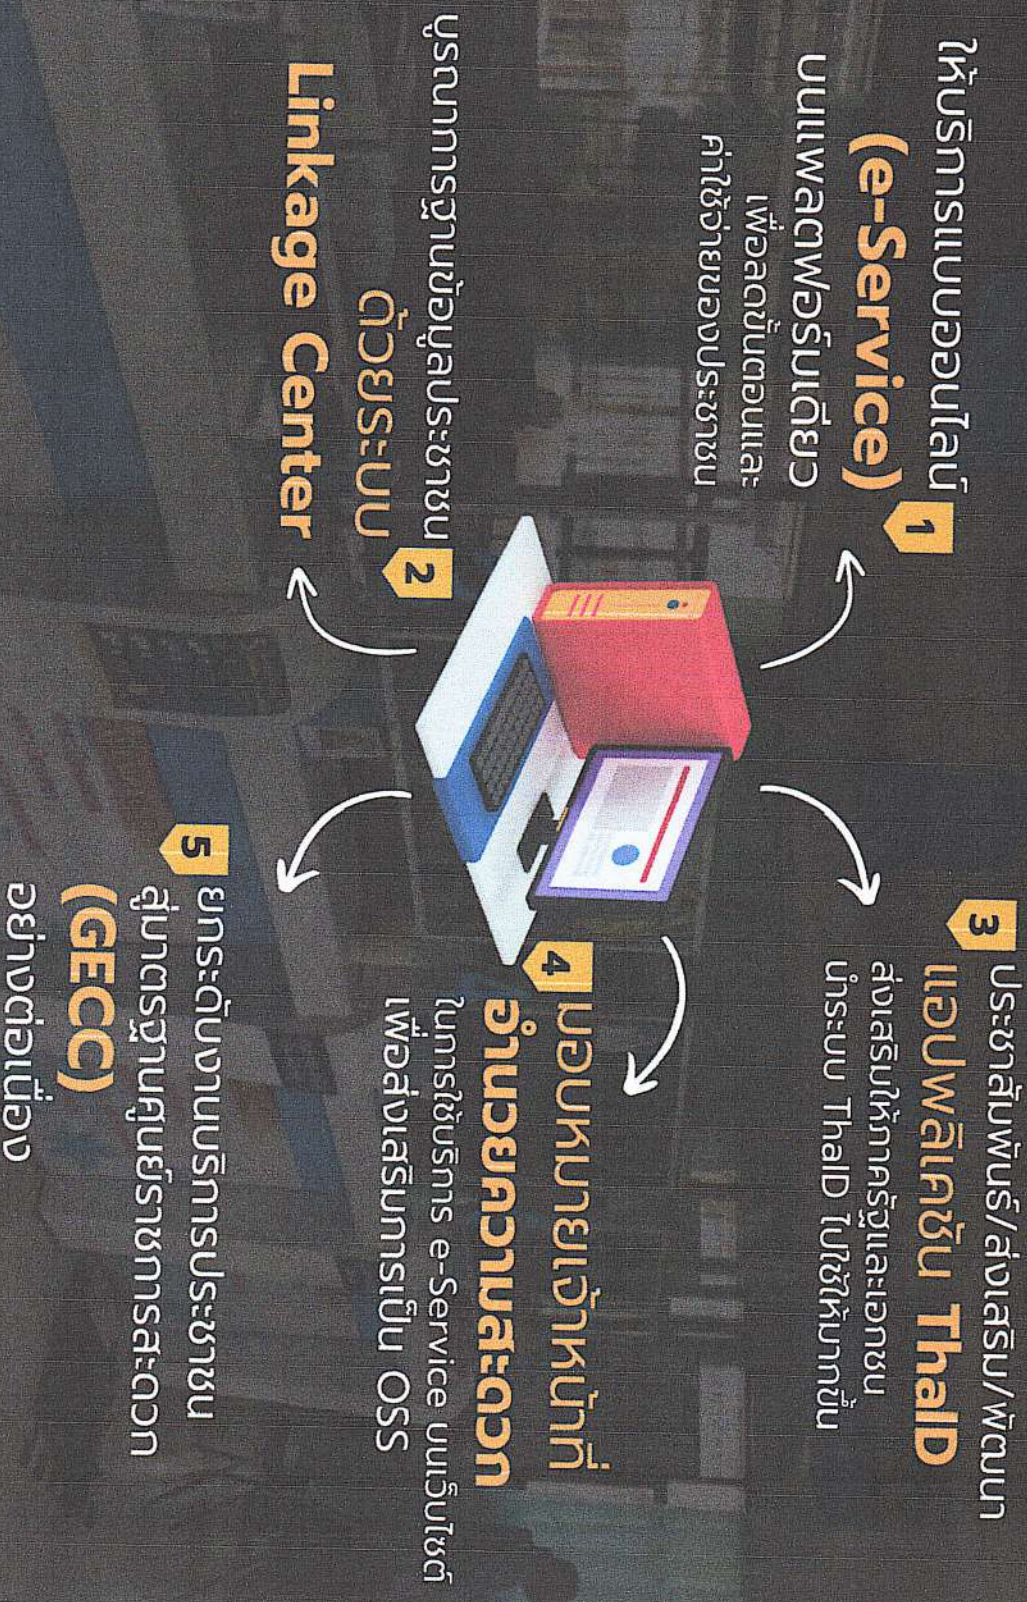 ให้บริการแบบออนไลน์
(e-Service)
1
บนแพลตฟอร์มเดียว
เพื่อลดขั้นตอนและ
ค่าใช้จ่ายของประชาชน
บูรณาการฐานข้อมูลประชาชน
2
ด้วยระบบ
Linkage Center
3
ประชาสัมพันธ์/ส่งเสริม/พัฒนา
แอปพลิเคชัน ThaID
ส่งเสริมให้ภาครัฐและเอกชน
นำระบบ ThaID ไปใช้ให้มากขึ้น
4
มอบหมายเจ้าหน้าที่
อำนวยความสะดวก
ในการใช้บริการ e-Service บนเว็บไซต์
เพื่อส่งเสริมการเป็น OSS
5
ยกระดับงานบริการประชาชน
สู่มาตรฐานศูนย์ราชการสะดวก
(GECC)
อย่างต่อเนื่อง